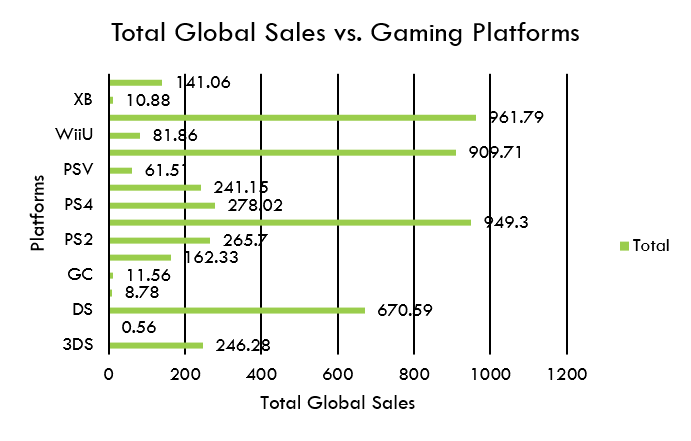 Total Global Sales vs. Gaming Platforms
141.06
XB 10.88
961.79
WiiU 81.86
909.71
PSV 61.51
241.15
PS4 278.02
949.3
PS2 265.7
162.33
GC 11.56
8.78
DS 670.59
0.56
3DS 246.28
0 200 400 600 800 1000 1200
Total Global Sales
Platforms
Total